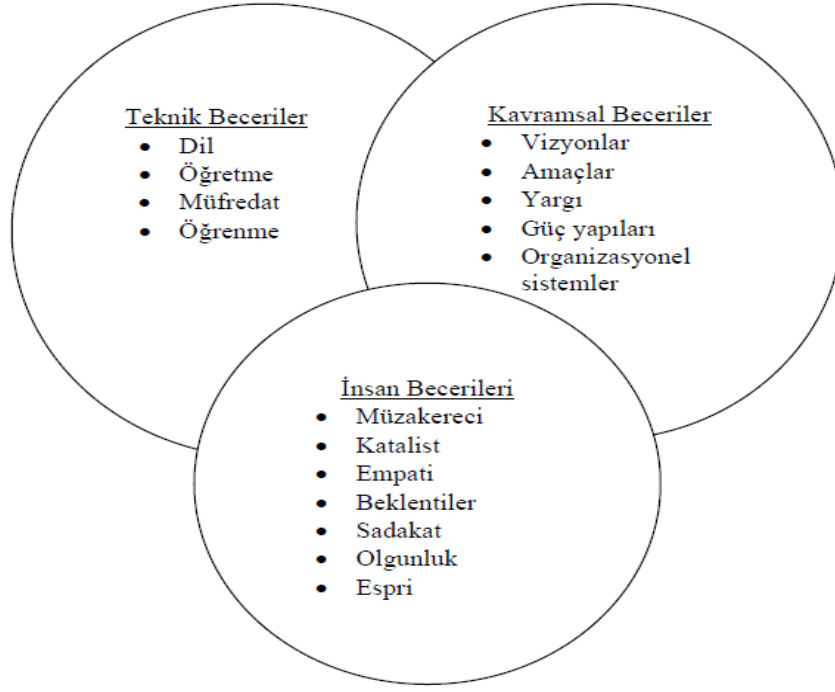 Teknik Beceriler
• Dil
• Öğretme
• Müfredat
• Öğrenme
Kavramsal Beceriler
• Vizyonlar
• Amaçlar
• Yargı
• Güç yapıları
• Organizasyonel
sistemler
İnsan Becerileri
• Müzakereci
• Katalist
• Empati
• Beklentiler
• Sadakat
• Olgunluk
• Espri